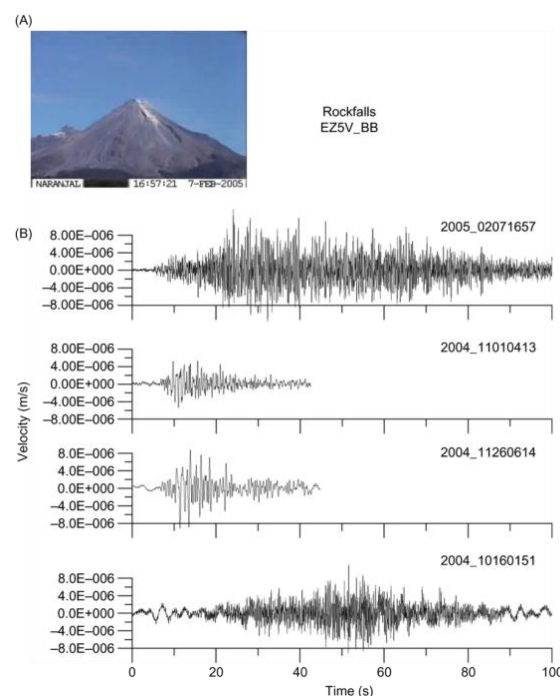 (A)
Rockfalls
EZ5V_BB
NARANJAL 16:57:21 7-FEB-2005
(B)
2005_02071657
8.00E–006
4.00E–006
0.00E+000
–4.00E–006
–8.00E–006
2004_11010413
8.00E–006
4.00E–006
0.00E+000
–4.00E–006
–8.00E–006
Velocity (m/s)
2004_11260614
8.0E–006
4.0E–006
0.0E+000
–4.0E–006
–8.0E–006
2004_10160151
8.0E–006
4.0E–006
0.0E+000
–4.0E–006
–8.0E–006
0 20 40 60 80 100
Time (s)